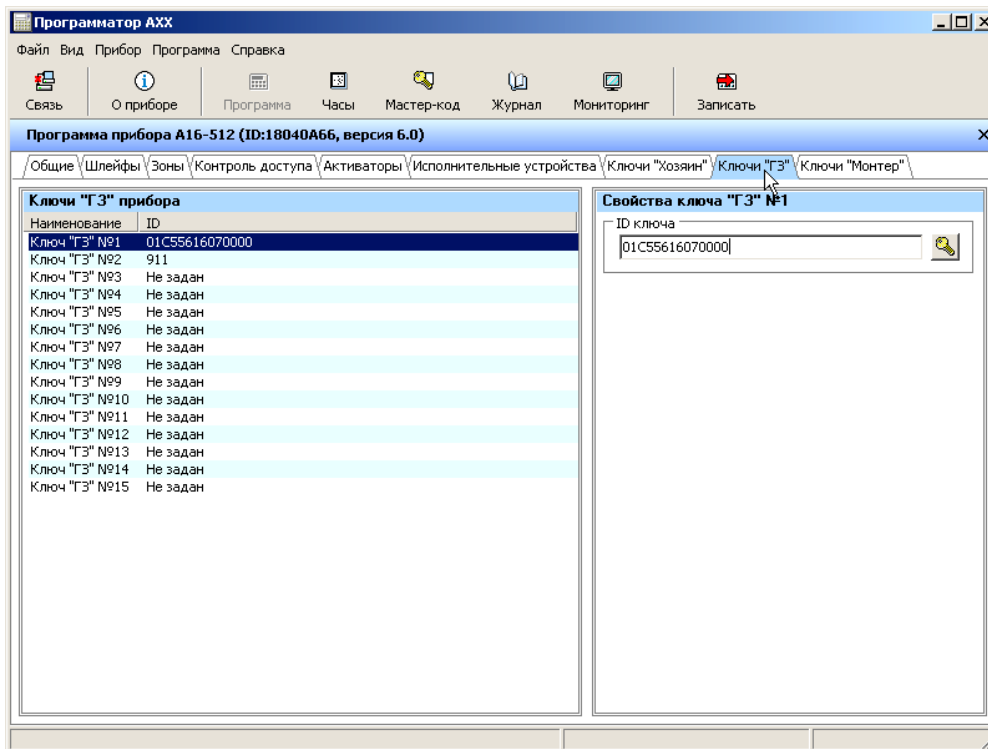 Программатор АХХ
Файл Вид Прибор Программа Справка
Связь О приборе Программа Часы Мастер-код Журнал Мониторинг Записать
Программа прибора А16-512 (ID:18040A66, версия 6.0)
Общие Шлейфы Зоны Контроль доступа Активаторы Исполнительные устройства Ключи "Хозяин" Ключи "ГЗ" Ключи "Монтер"
Ключи "ГЗ" прибора
Наименование ID
Ключ "ГЗ" №1 01C55616070000
Ключ "ГЗ" №2 911
Ключ "ГЗ" №3 Не задан
Ключ "ГЗ" №4 Не задан
Ключ "ГЗ" №5 Не задан
Ключ "ГЗ" №6 Не задан
Ключ "ГЗ" №7 Не задан
Ключ "ГЗ" №8 Не задан
Ключ "ГЗ" №9 Не задан
Ключ "ГЗ" №10 Не задан
Ключ "ГЗ" №11 Не задан
Ключ "ГЗ" №12 Не задан
Ключ "ГЗ" №13 Не задан
Ключ "ГЗ" №14 Не задан
Ключ "ГЗ" №15 Не задан
Свойства ключа "ГЗ" №1
ID ключа
01C55616070000